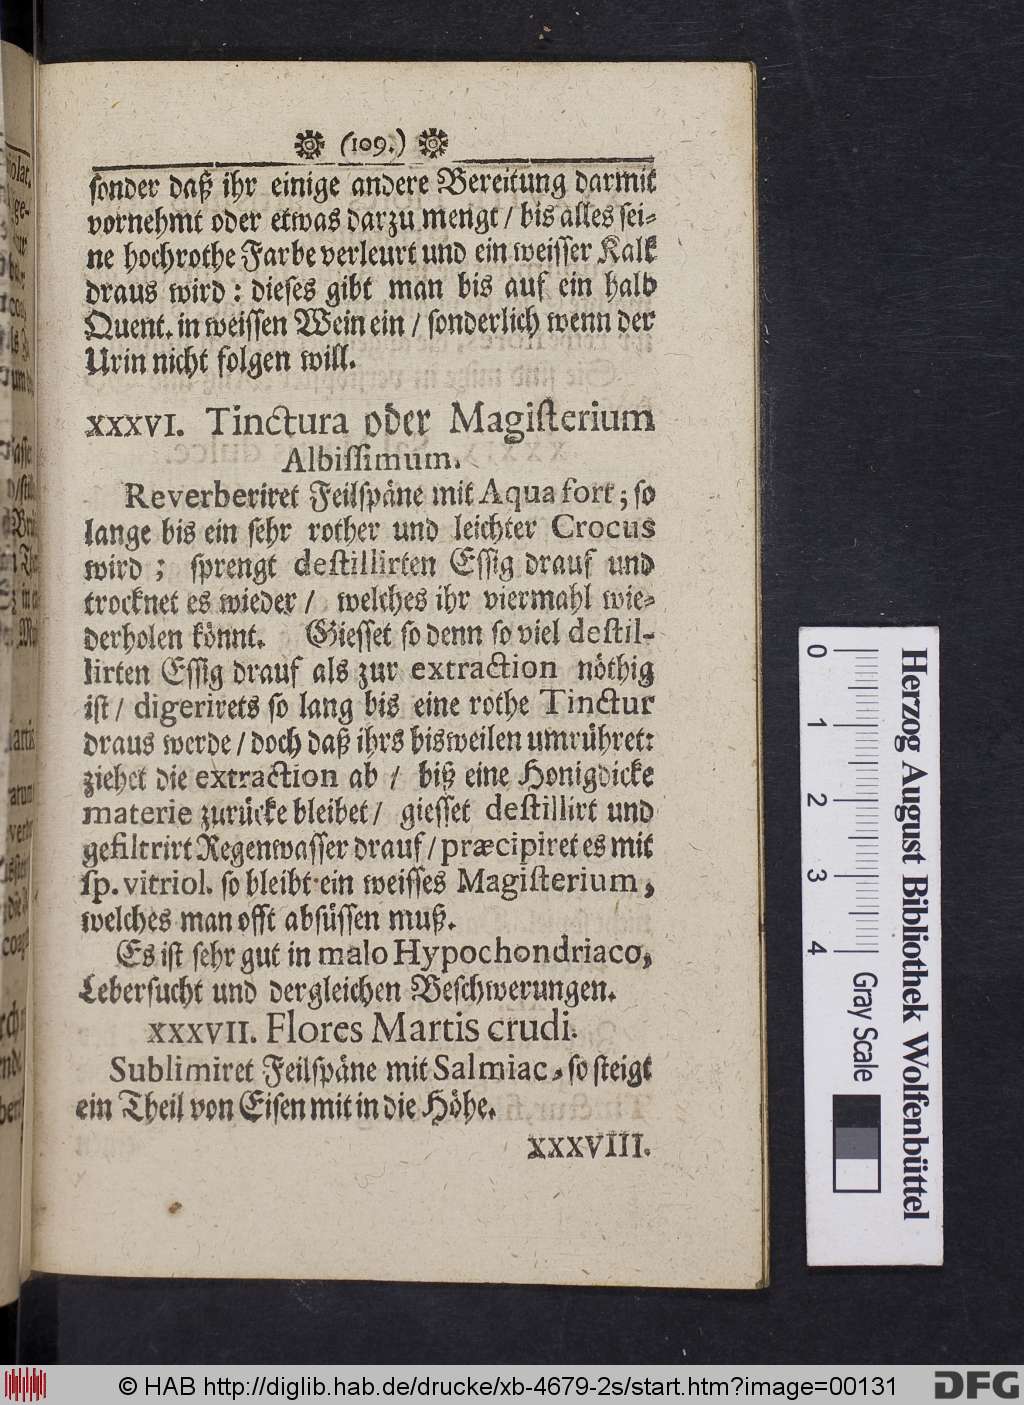 (109.)
sonder daß ihr einige andere Bereitung darmit
vornehmt oder etwas darzu mengt / bis alles sei-
ne hochrothe Farbe verleurt und ein weisser Kalk
draus wird : dieses gibt man bis auf ein halb
Quent. in weissen Wein ein / sonderlich wenn der
Urin nicht folgen will.
XXXVI. Tinctura oder Magisterium
Albissimum.
Reverberiret Feilspäne mit Aqua fort; so
lange bis ein sehr rother und leichter Crocus
wird ; sprengt destillirten Essig drauf und
trocknet es wieder / welches ihr viermahl wie-
derholen könnt. Giesset so denn so viel destil-
lirten Essig drauf als zur extraction nöthig
ist / digerirets so lang bis eine rothe Tinctur
draus werde / doch daß ihrs bisweilen umrühret:
ziehet die extraction ab / biß eine Honigdicke
materie zurücke bleibet / giesset destillirt und
gefiltrirt Regenwasser drauf / præcipiret es mit
sp. vitriol. so bleibt ein weisses Magisterium,
welches man offt absüssen muß.
Es ist sehr gut in malo Hypochondriaco,
Lebersucht und dergleichen Beschwerungen.
XXXVII. Flores Martis crudi.
Sublimiret Feilspäne mit Salmiac, so steigt
ein Theil von Eisen mit in die Höhe.
XXXVIII.
0 1 2 3 4
Gray Scale
Herzog August Bibliothek Wolfenbüttel
© HAB http://diglib.hab.de/drucke/xb-4679-2s/start.htm?image=00131
DFG